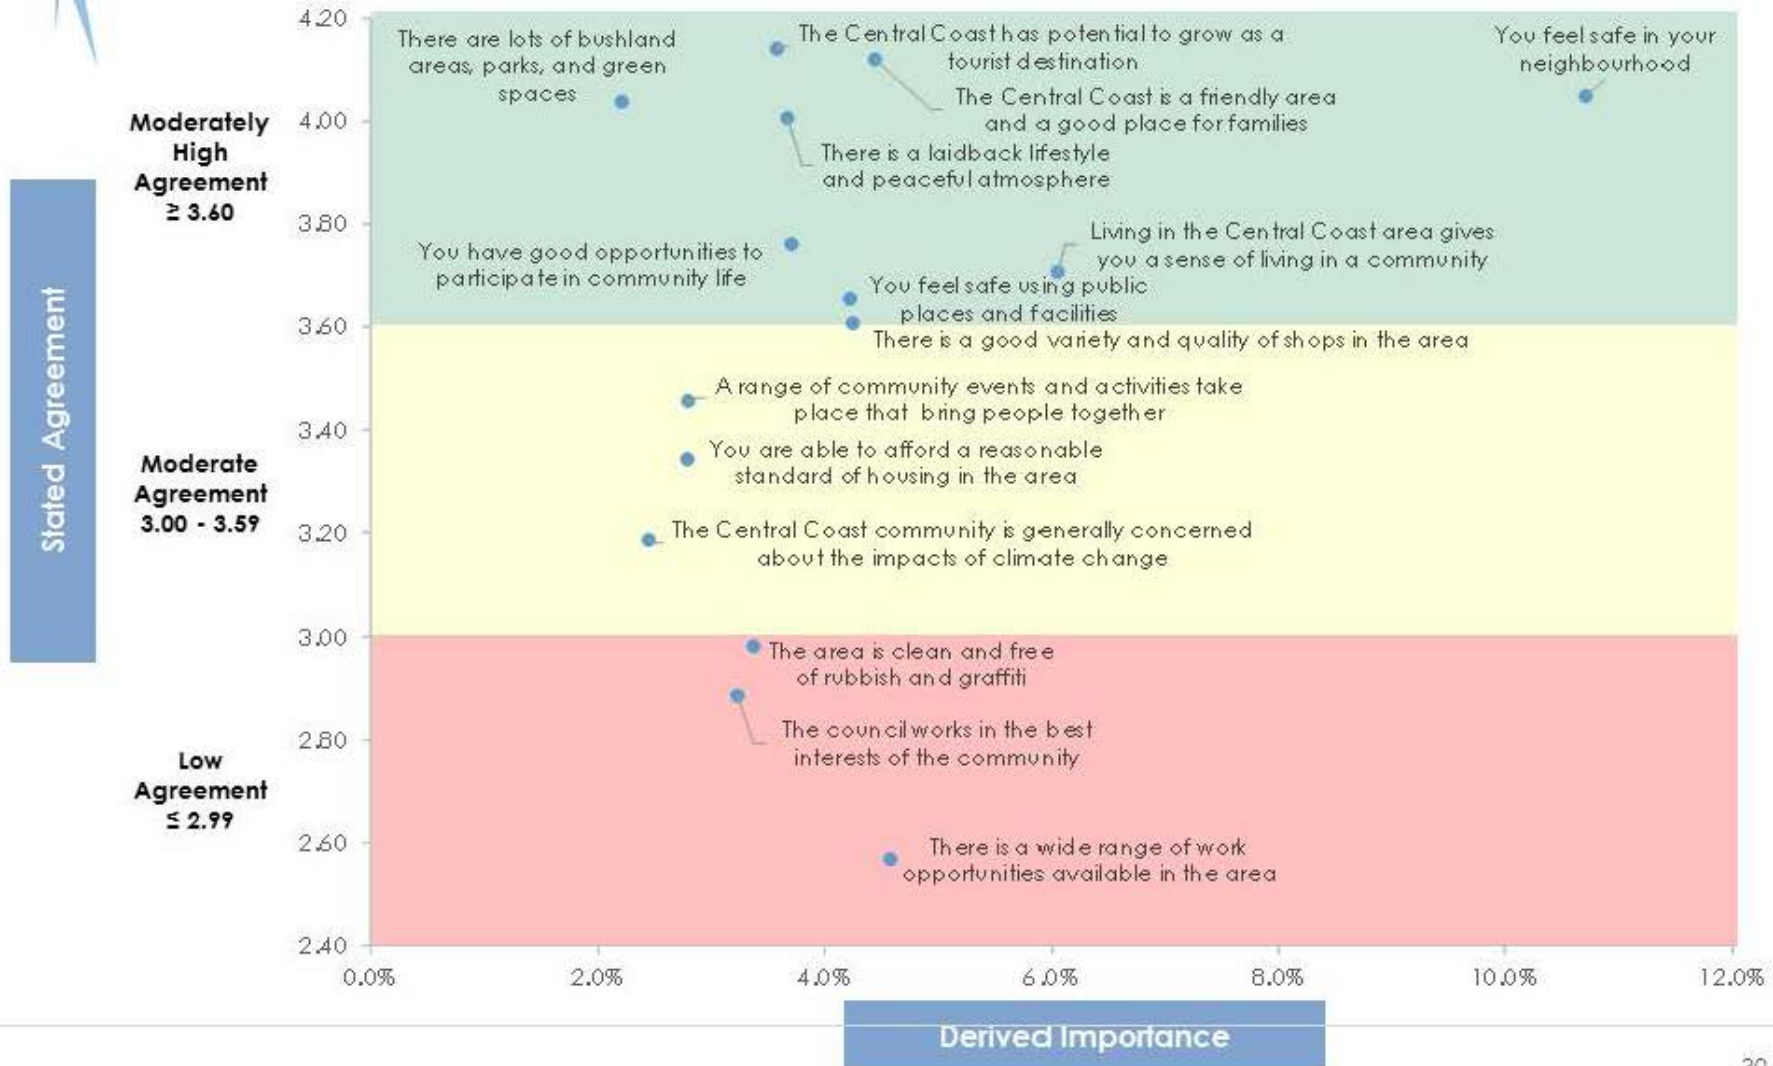 4.20
There are lots of bushland
areas, parks, and green
spaces
The Central Coast has potential to grow as a
tourist destination
You feel safe in your
neighbourhood
The Central Coast is a friendly area
and a good place for families
Moderately
High
Agreement
≥ 3.60
4.00
There is a laidback lifestyle
and peaceful atmosphere
3.80
You have good opportunities to
participate in community life
Living in the Central Coast area gives
you a sense of living in a community
You feel safe using public
places and facilities
3.60
There is a good variety and quality of shops in the area
Stated Agreement
A range of community events and activities take
place that bring people together
3.40
Moderate
Agreement
3.00 - 3.59
You are able to afford a reasonable
standard of housing in the area
3.20
The Central Coast community is generally concerned
about the impacts of climate change
3.00
The area is clean and free
of rubbish and graffiti
2.80
The council works in the best
interests of the community
Low
Agreement
≤ 2.99
2.60
There is a wide range of work
opportunities available in the area
2.40
0.0% 2.0% 4.0% 6.0% 8.0% 10.0% 12.0%
Derived Importance